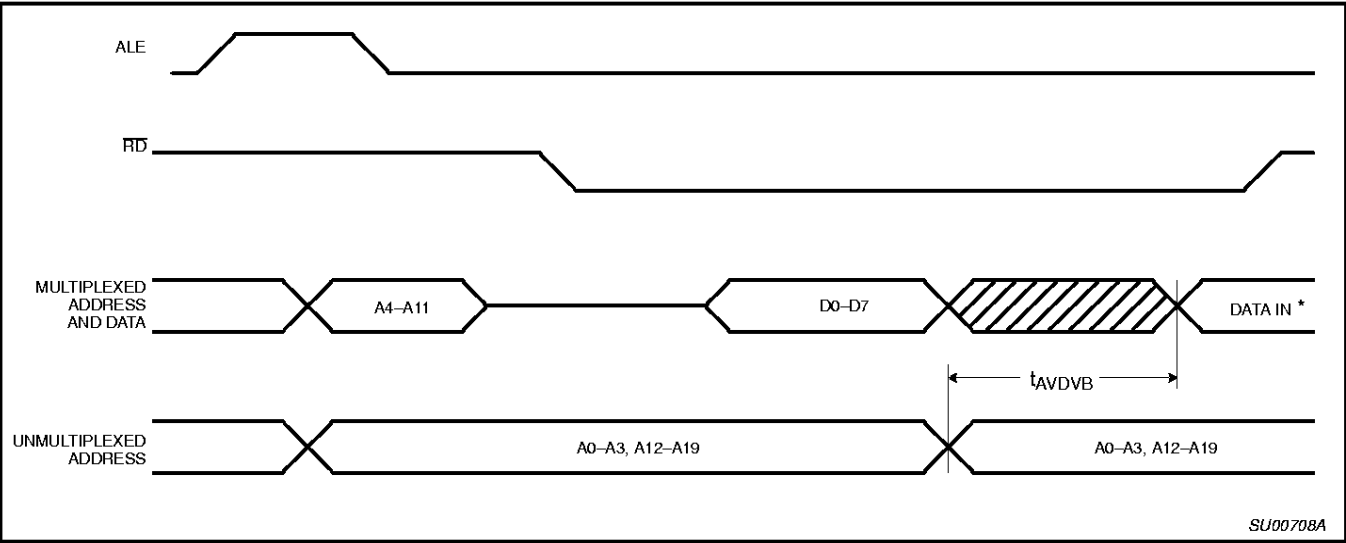 ALE
RD
MULTIPLEXED
ADDRESS
AND DATA
A4–A11
D0–D7
DATA IN *
tAVDVB
UNMULTIPLEXED
ADDRESS
A0–A3, A12–A19
A0–A3, A12–A19
SU00708A